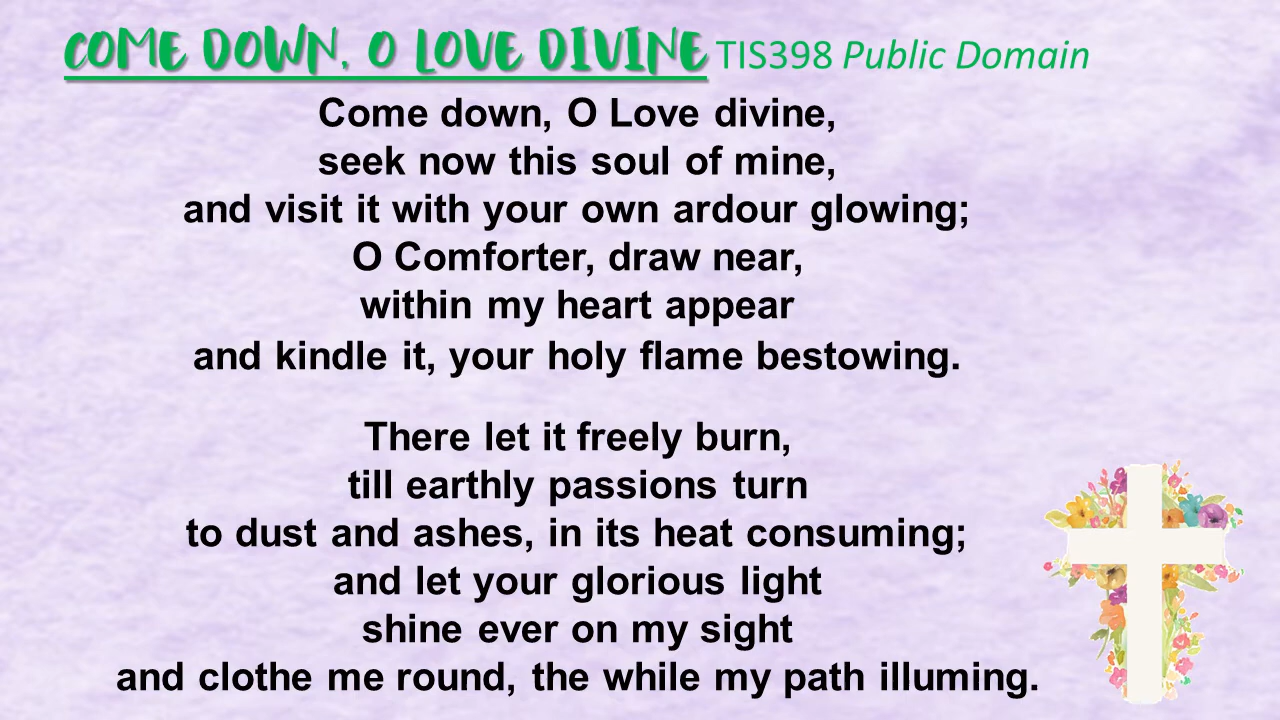 COME DOWN, O LOVE DIVINE TIS398 Public Domain
Come down, O Love divine,
seek now this soul of mine,
and visit it with your own ardour glowing;
O Comforter, draw near,
within my heart appear
and kindle it, your holy flame bestowing.
There let it freely burn,
till earthly passions turn
to dust and ashes, in its heat consuming;
and let your glorious light
shine ever on my sight
and clothe me round, the while my path illuming.